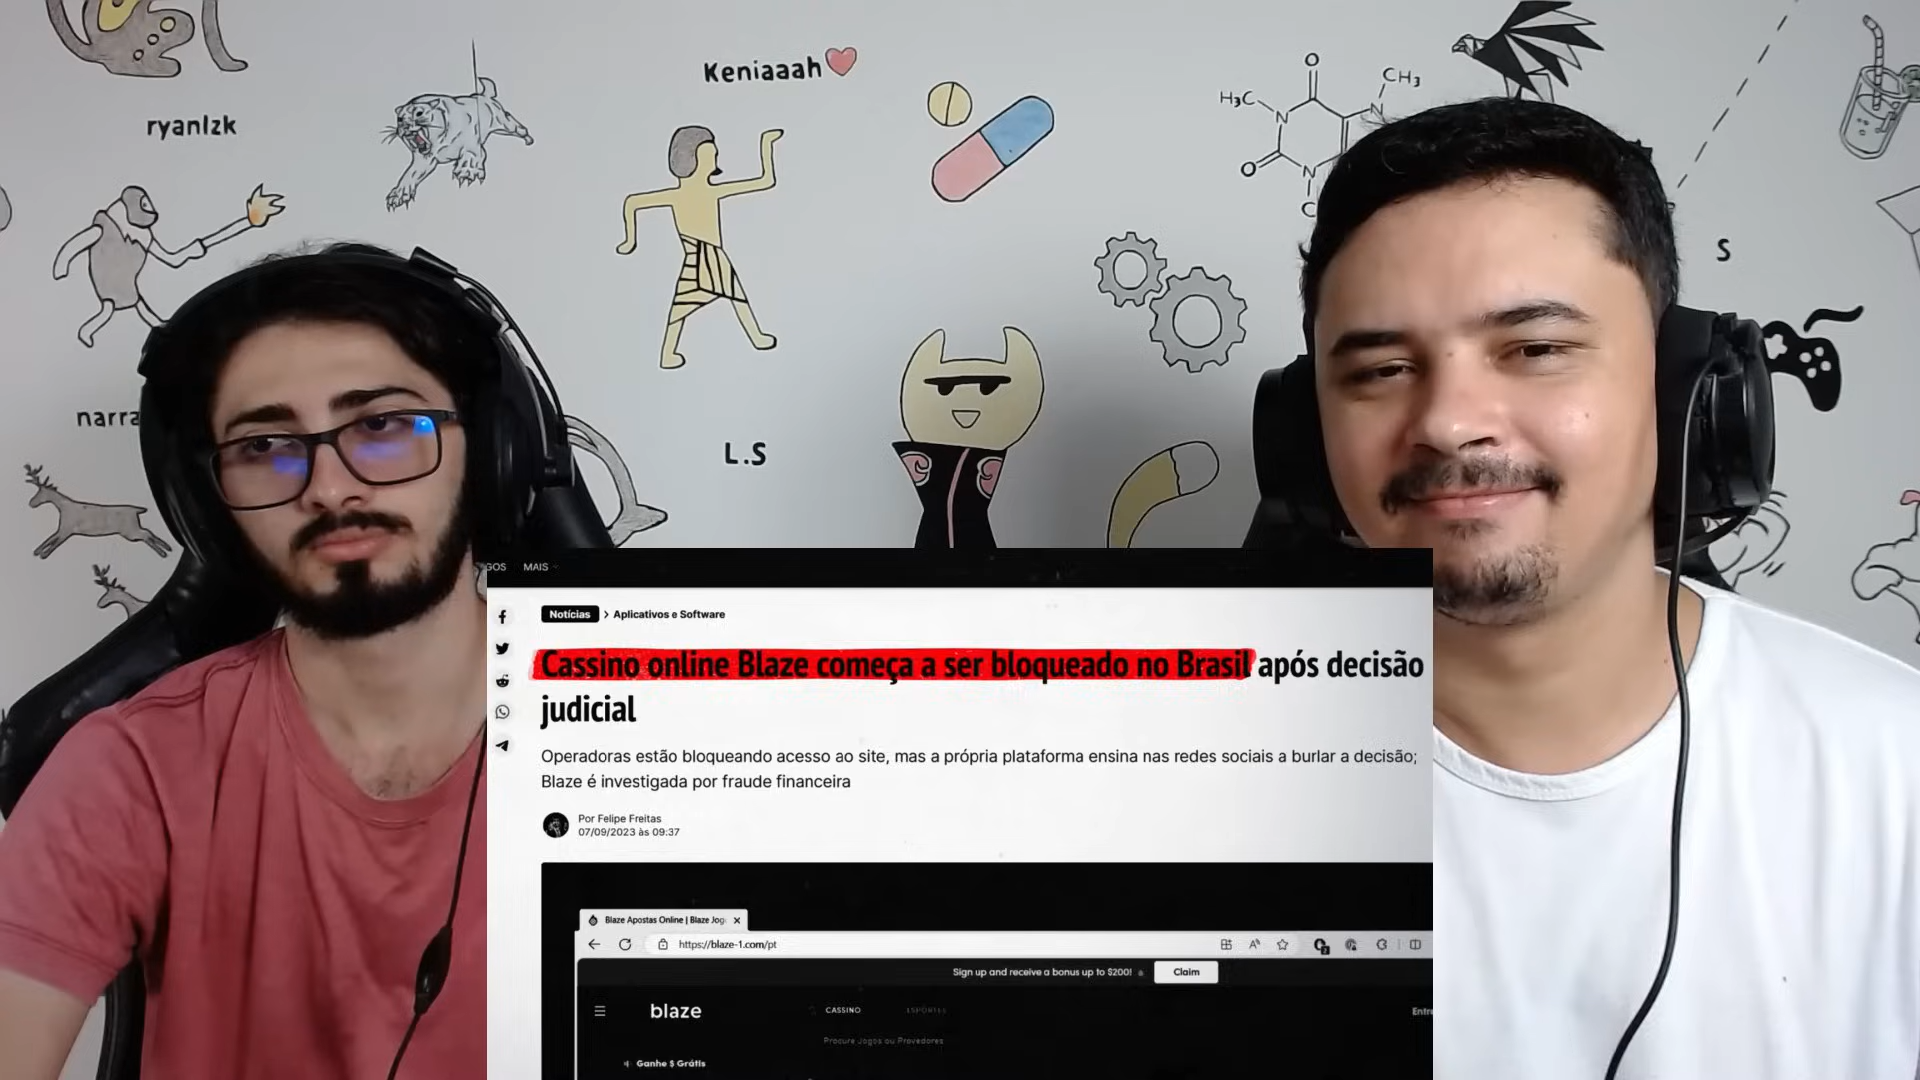 Keniaaah
ryanlzk
H₃C
O
CH₃
N
N
O
N
C
S
narra
L.S
GOS MAIS
Notícias > Aplicativos e Software
Cassino online Blaze começa a ser bloqueado no Brasil após decisão
judicial
Operadoras estão bloqueando acesso ao site, mas a própria plataforma ensina nas redes sociais a burlar a decisão;
Blaze é investigada por fraude financeira
Por Felipe Freitas
07/09/2023 às 09:37
Blaze Apostas Online | Blaze Jog
https://blaze-1.com/pt
Sign up and receive a bonus up to $200! Claim
blaze CASSINO ESPORTES Entr
Procure Jogos ou Provedores
Ganhe $ Grátis